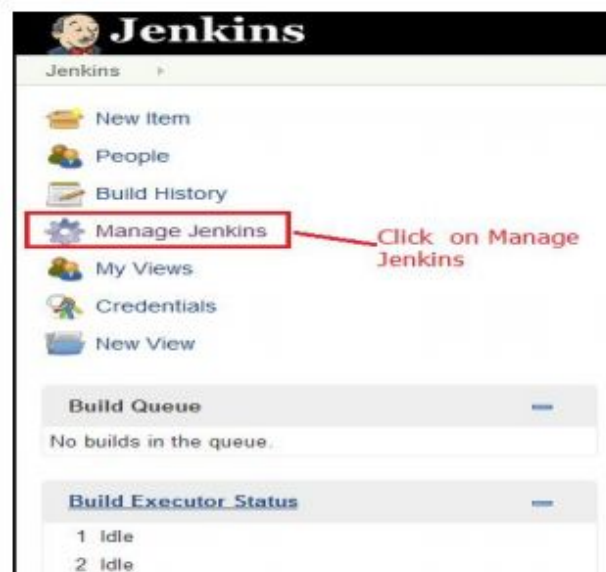 Jenkins
Jenkins
New Item
People
Build History
Manage Jenkins
Click on Manage
Jenkins
My Views
Credentials
New View
Build Queue
No builds in the queue.
Build Executor Status
1 Idle
2 Idle